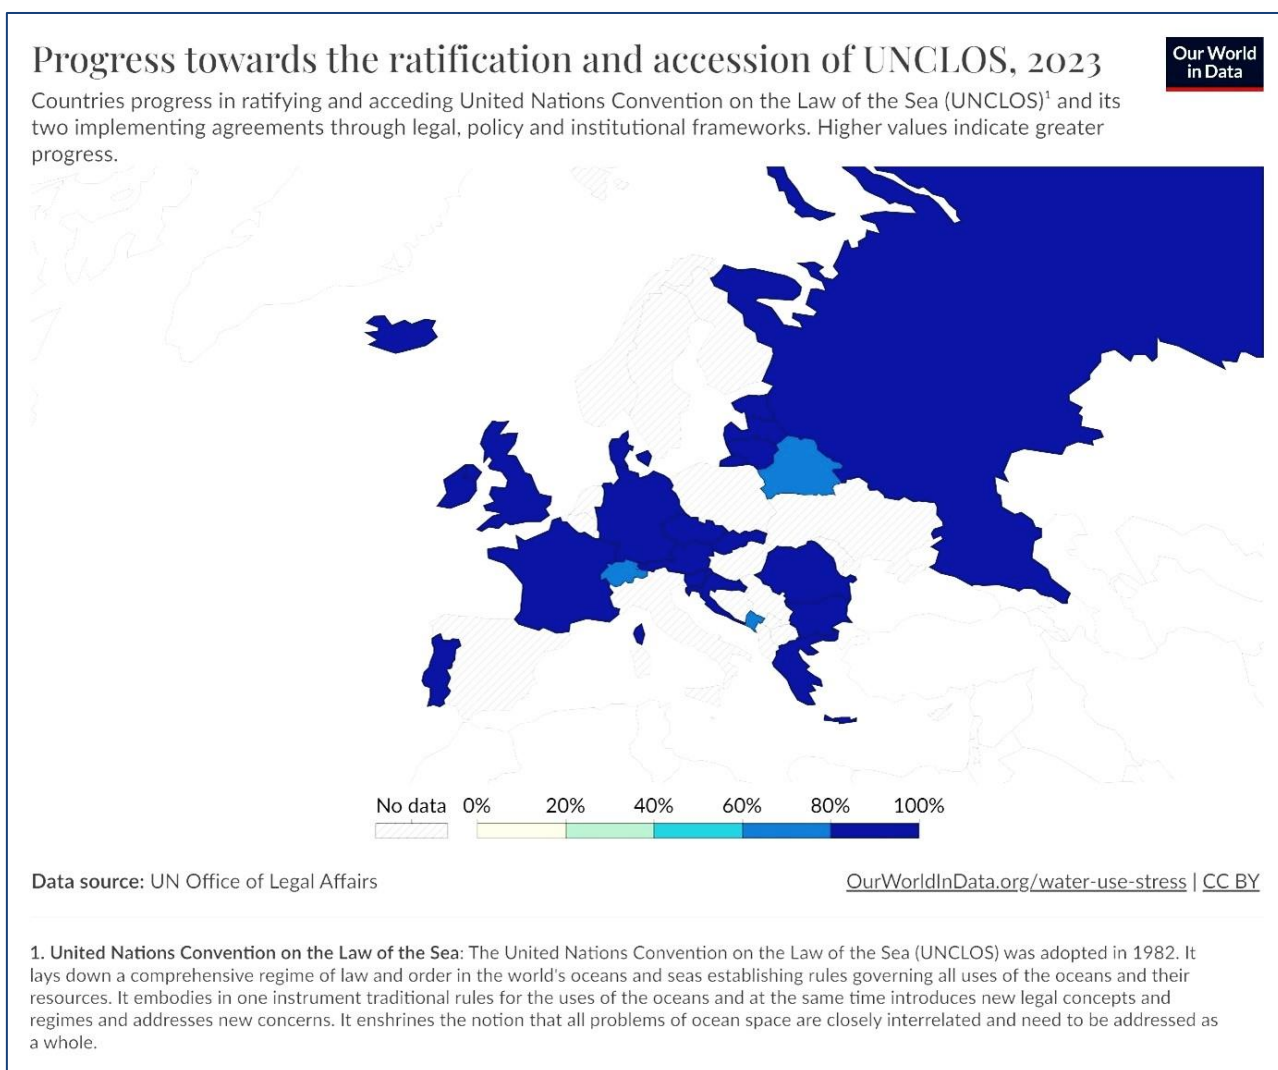 Progress towards the ratification and accession of UNCLOS, 2023
Our World
in Data
Countries progress in ratifying and acceding United Nations Convention on the Law of the Sea (UNCLOS)¹ and its
two implementing agreements through legal, policy and institutional frameworks. Higher values indicate greater
progress.
No data 0% 20% 40% 60% 80% 100%
Data source: UN Office of Legal Affairs
OurWorldInData.org/water-use-stress | CC BY
1. United Nations Convention on the Law of the Sea: The United Nations Convention on the Law of the Sea (UNCLOS) was adopted in 1982. It
lays down a comprehensive regime of law and order in the world's oceans and seas establishing rules governing all uses of the oceans and their
resources. It embodies in one instrument traditional rules for the uses of the oceans and at the same time introduces new legal concepts and
regimes and addresses new concerns. It enshrines the notion that all problems of ocean space are closely interrelated and need to be addressed as
a whole.